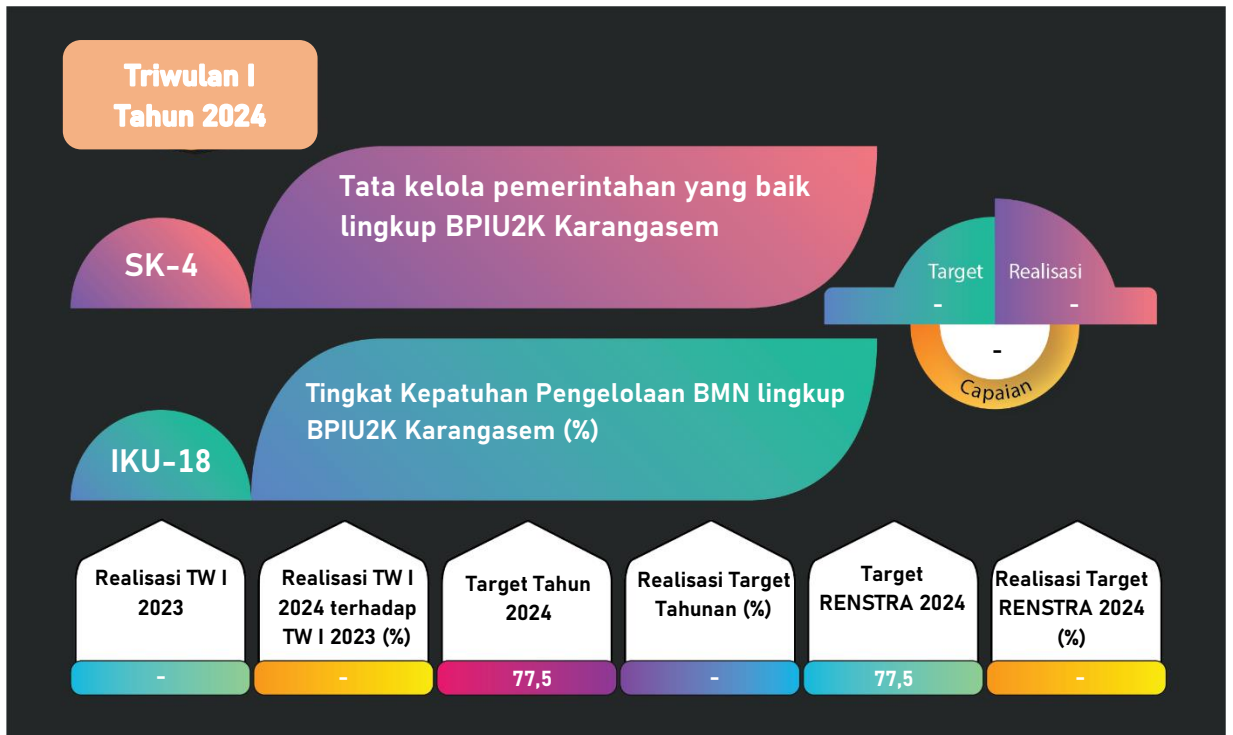 Triwulan I
Tahun 2024
Tata kelola pemerintahan yang baik
lingkup BPIU2K Karangasem
SK-4
Target
Realisasi
-
-
-
Capaian
Tingkat Kepatuhan Pengelolaan BMN lingkup
BPIU2K Karangasem (%)
IKU-18
Realisasi TW I
2023
-
Realisasi TW I
2024 terhadap
TW I 2023 (%)
-
Target Tahun
2024
77,5
Realisasi Target
Tahunan (%)
-
Target
RENSTRA 2024
77,5
Realisasi Target
RENSTRA 2024
(%)
-